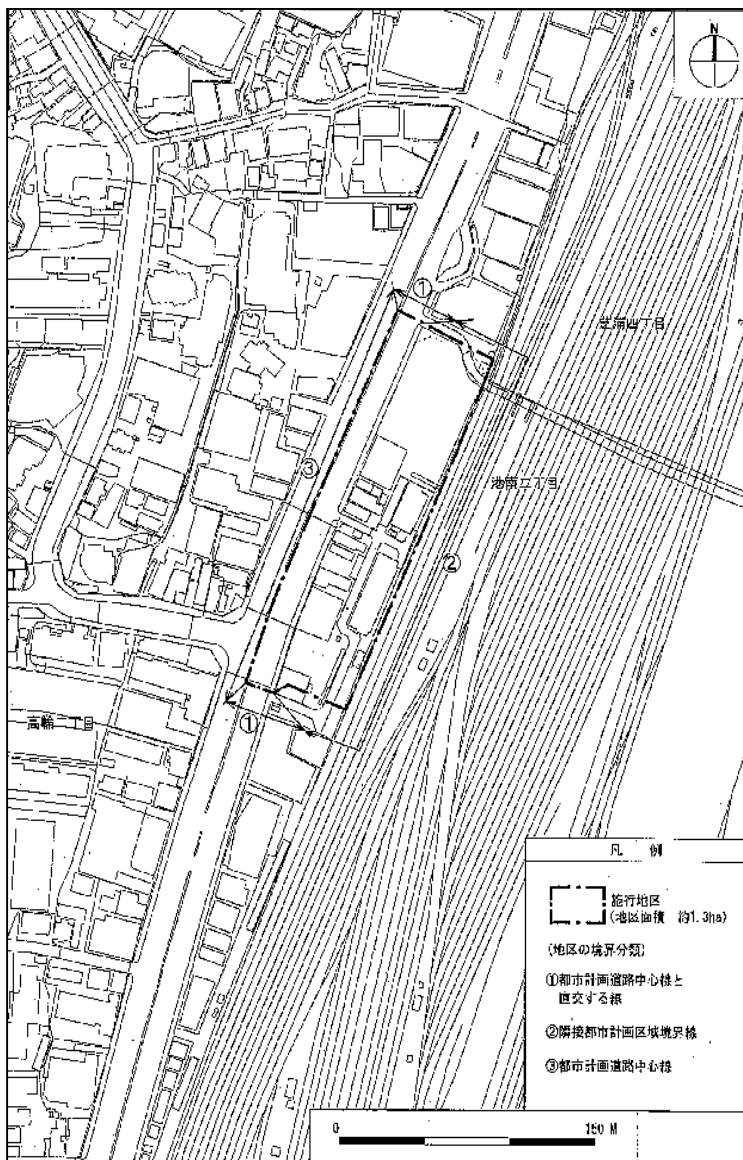 N
①
芝浦四丁目
③
港南二丁目
②
高輪二丁目
①
凡 例
施行地区
(地区面積 約1.3ha)
(地区の境界分類)
①都市計画道路中心線と
直交する線
②隣接都市計画区域境界線
③都市計画道路中心線
0 150 M